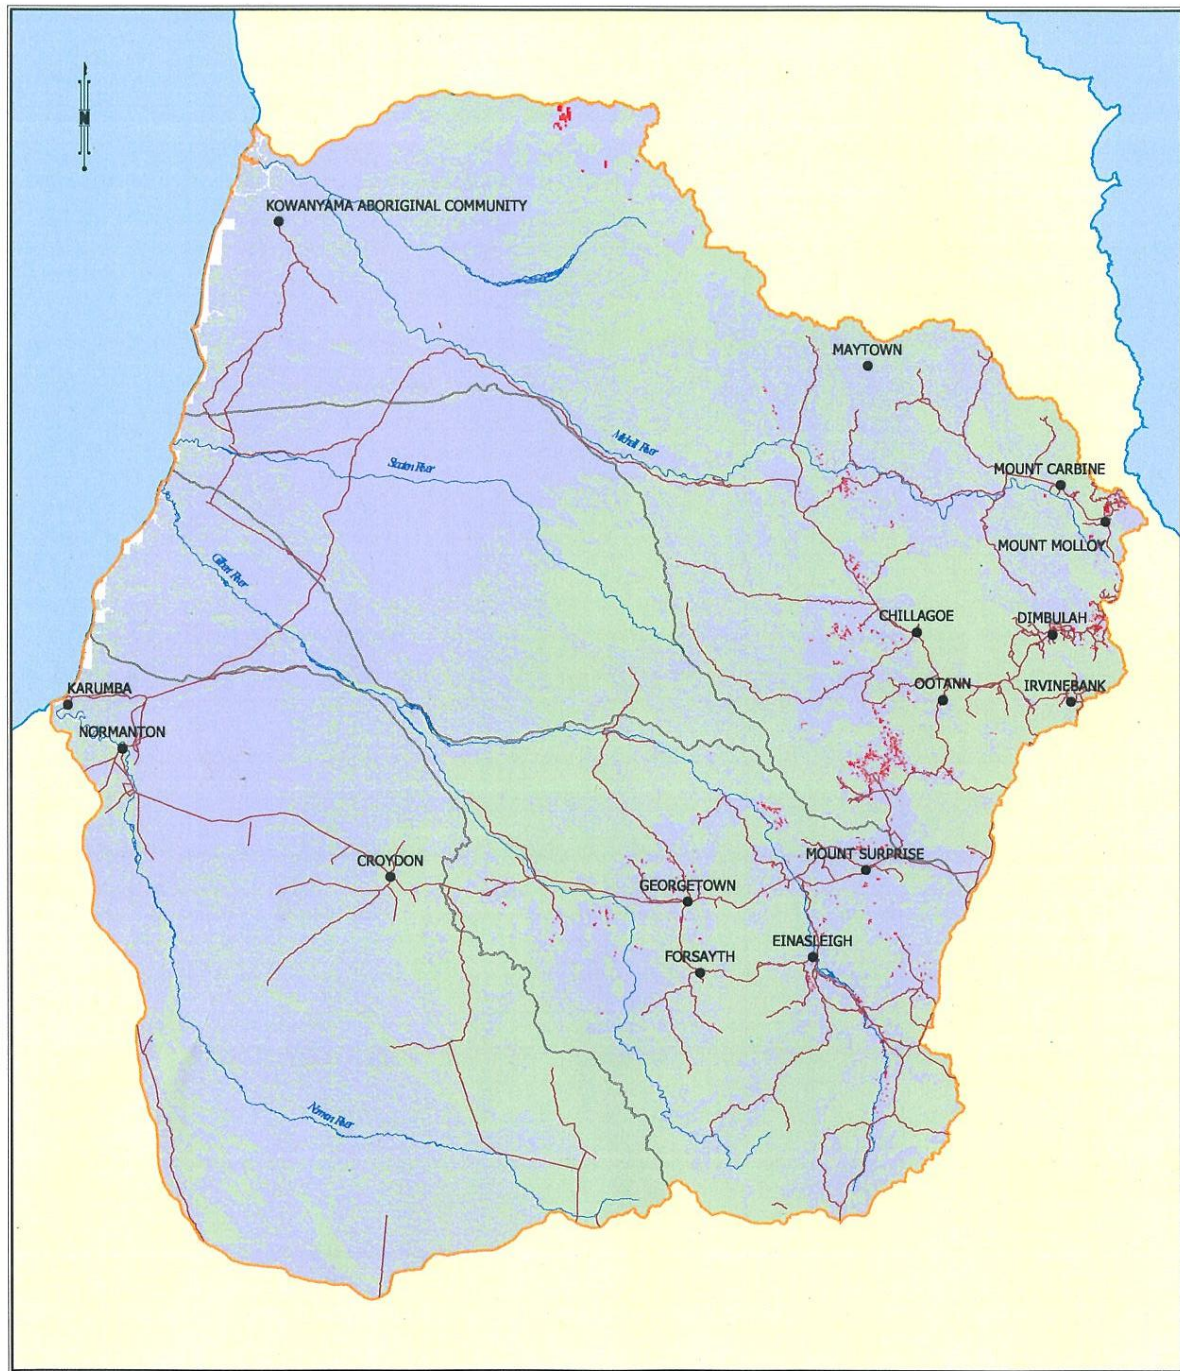 N
KOWANYAMA ABORIGINAL COMMUNITY
MAYTOWN
Mitchell River
Staaten River
MOUNT CARBINE
MOUNT MOLLOY
Gilbert River
CHILLAGOE
DIMBULAH
KARUMBA
OOTANN
IRVINEBANK
NORMANTON
CROYDON
MOUNT SURPRISE
GEORGETOWN
EINASLEIGH
FORSAYTH
Norman River